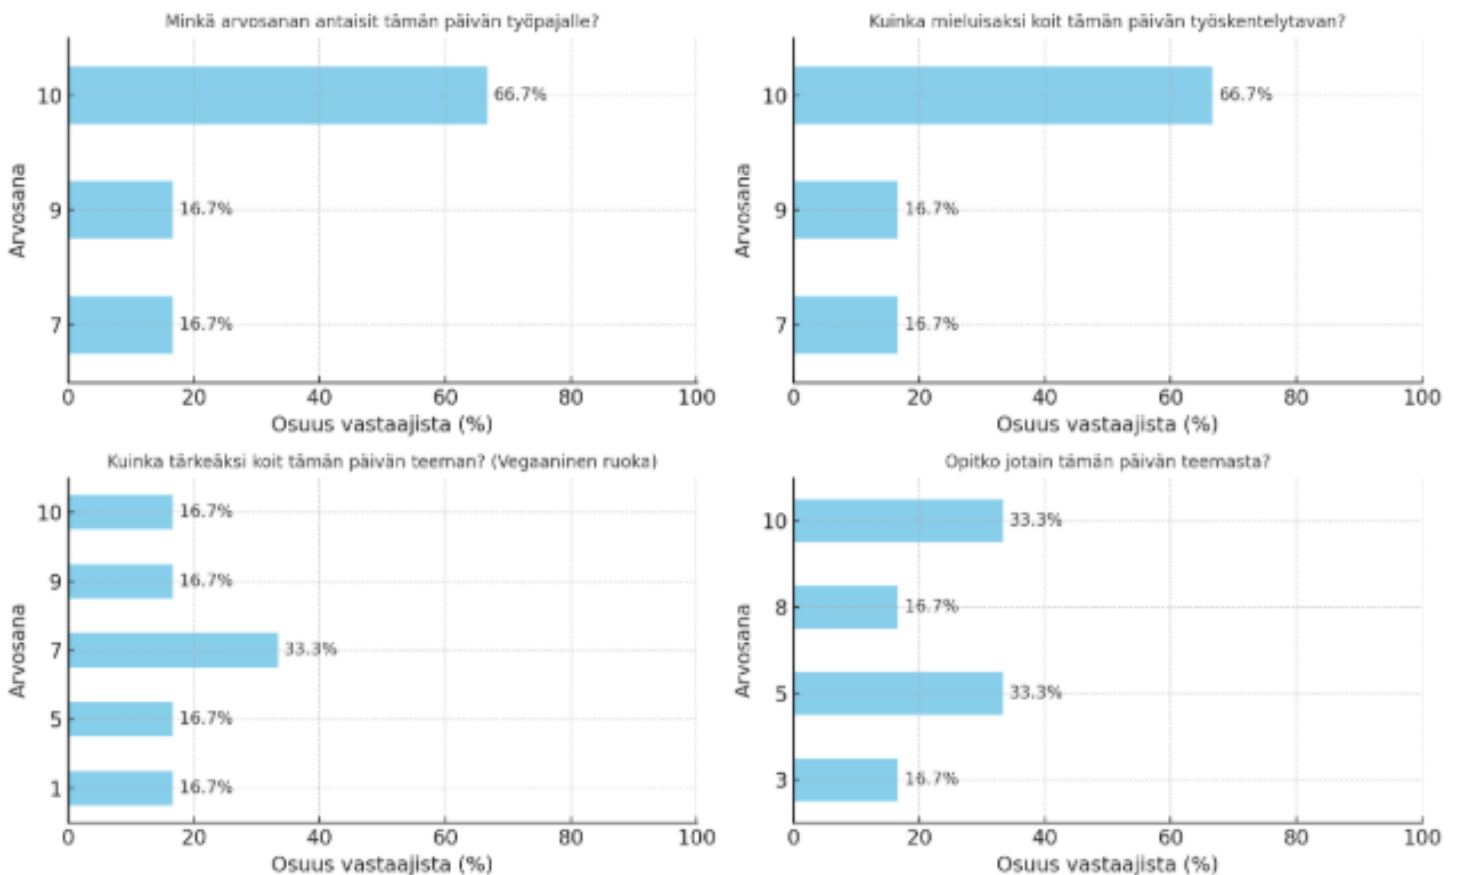 Minkä arvosanan antaisit tämän päivän työpajalle?
10
66.7%
9
16.7%
7
16.7%
Arvosana
0 20 40 60 80 100
Osuus vastaajista (%)
Kuinka mieluisaksi koit tämän päivän työskentelytavan?
10
66.7%
9
16.7%
7
16.7%
Arvosana
0 20 40 60 80 100
Osuus vastaajista (%)
Kuinka tärkeäksi koit tämän päivän teeman? (Vegaaninen ruoka)
10
16.7%
9
16.7%
7
33.3%
5
16.7%
1
16.7%
Arvosana
0 20 40 60 80 100
Osuus vastaajista (%)
Opitko jotain tämän päivän teemasta?
10
33.3%
8
16.7%
5
33.3%
3
16.7%
Arvosana
0 20 40 60 80 100
Osuus vastaajista (%)